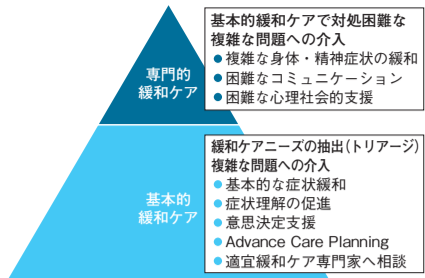 専門的
緩和ケア
基本的緩和ケアで対処困難な
複雑な問題への介入
●複雑な身体・精神症状の緩和
●困難なコミュニケーション
●困難な心理社会的支援
基本的
緩和ケア
緩和ケアニーズの抽出(トリアージ)
複雑な問題への介入
●基本的な症状緩和
●症状理解の促進
●意思決定支援
●Advance Care Planning
●適宜緩和ケア専門家へ相談